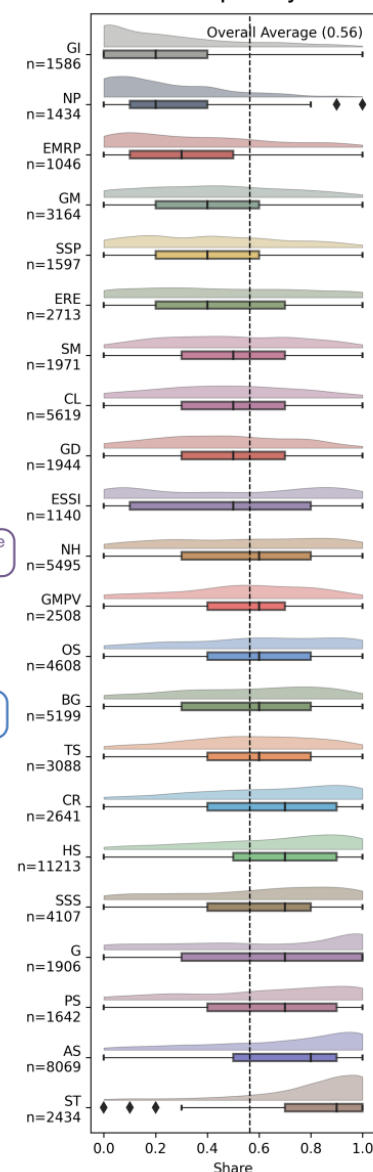 Overall Average (0.56)
GI
n=1586
NP
n=1434
EMRP
n=1046
GM
n=3164
SSP
n=1597
ERE
n=2713
SM
n=1971
CL
n=5619
GD
n=1944
ESSI
n=1140
NH
n=5495
GMPV
n=2508
OS
n=4608
BG
n=5199
TS
n=3088
CR
n=2641
HS
n=11213
SSS
n=4107
G
n=1906
PS
n=1642
AS
n=8069
ST
n=2434
0.0 0.2 0.4 0.6 0.8 1.0
Share